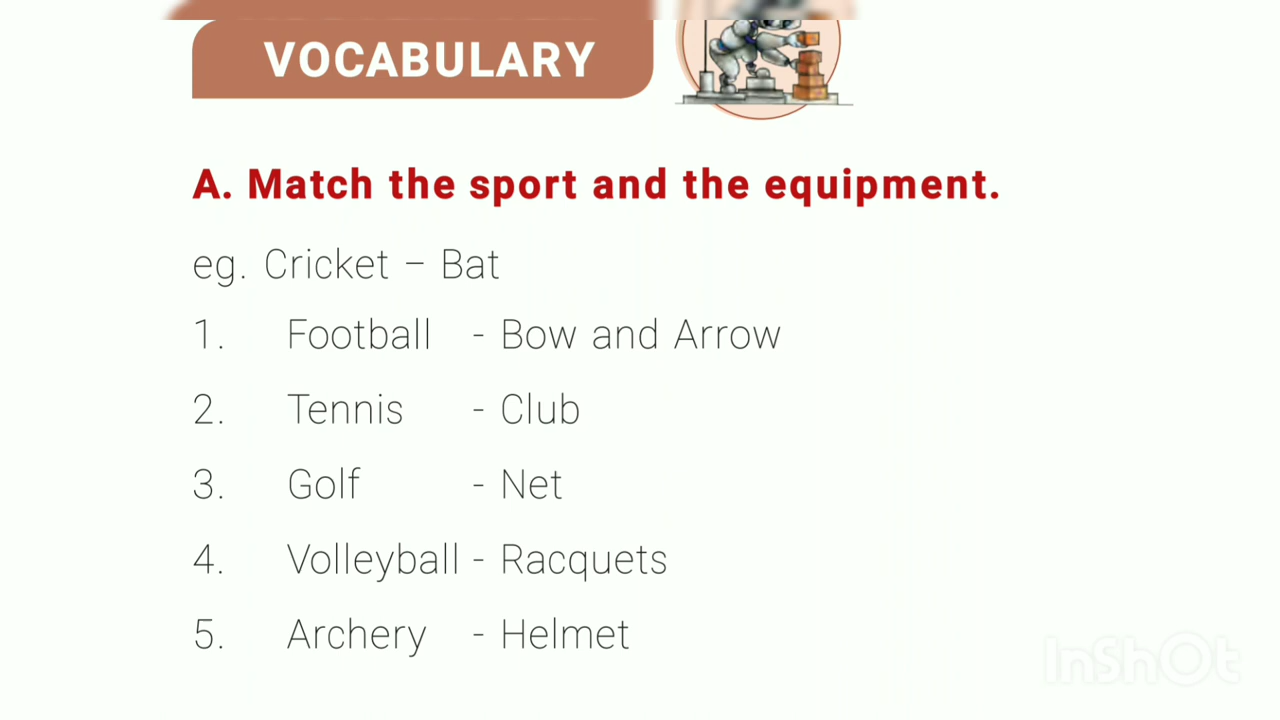 VOCABULARY
A. Match the sport and the equipment.
eg. Cricket – Bat
1. Football - Bow and Arrow
2. Tennis - Club
3. Golf - Net
4. Volleyball - Racquets
5. Archery - Helmet
InShOt